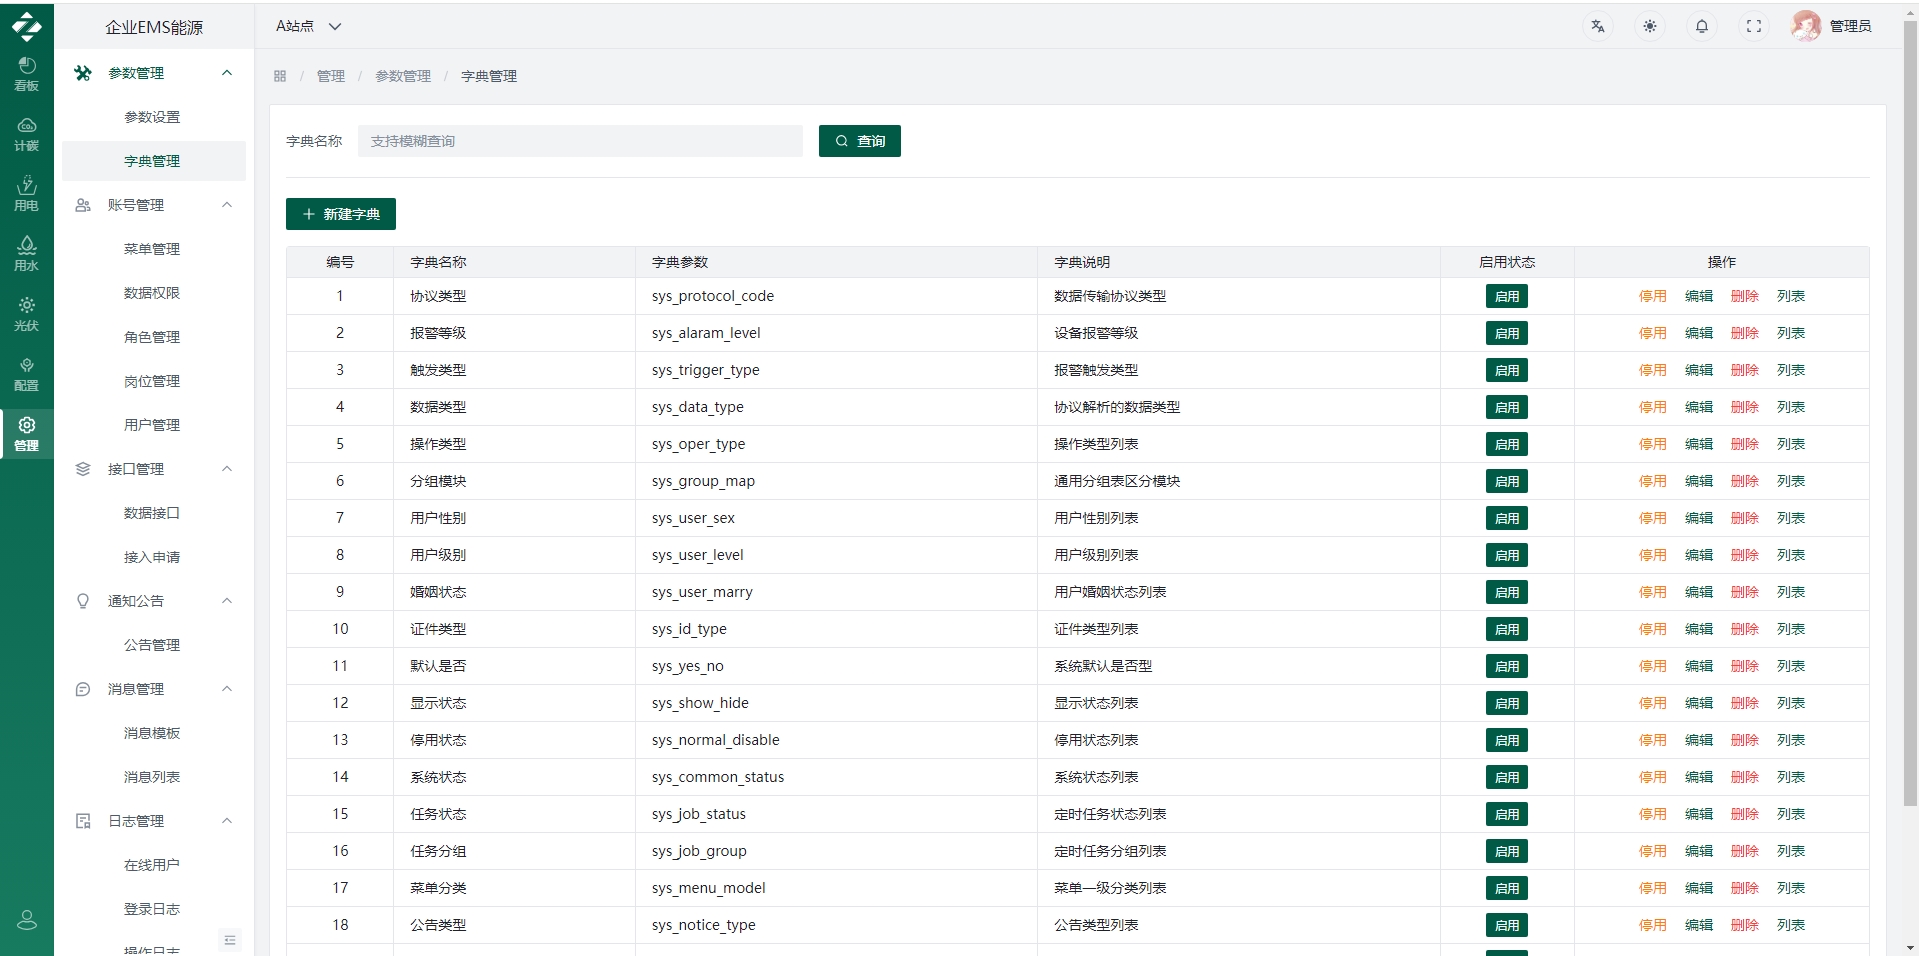 企业EMS能源
A站点
管理员
看板
计碳
用电
用水
光伏
配置
管理
参数管理
参数设置
字典管理
账号管理
菜单管理
数据权限
角色管理
岗位管理
用户管理
接口管理
数据接口
接入申请
通知公告
公告管理
消息管理
消息模板
消息列表
日志管理
在线用户
登录日志
操作日志
/ 管理 / 参数管理 / 字典管理
字典名称 支持模糊查询 查询
新建字典
编号 字典名称 字典参数 字典说明 启用状态 操作
1 协议类型 sys_protocol_code 数据传输协议类型 启用 停用 编辑 删除 列表
2 报警等级 sys_alaram_level 设备报警等级 启用 停用 编辑 删除 列表
3 触发类型 sys_trigger_type 报警触发类型 启用 停用 编辑 删除 列表
4 数据类型 sys_data_type 协议解析的数据类型 启用 停用 编辑 删除 列表
5 操作类型 sys_oper_type 操作类型列表 启用 停用 编辑 删除 列表
6 分组模块 sys_group_map 通用分组表区分模块 启用 停用 编辑 删除 列表
7 用户性别 sys_user_sex 用户性别列表 启用 停用 编辑 删除 列表
8 用户级别 sys_user_level 用户级别列表 启用 停用 编辑 删除 列表
9 婚姻状态 sys_user_marry 用户婚姻状态列表 启用 停用 编辑 删除 列表
10 证件类型 sys_id_type 证件类型列表 启用 停用 编辑 删除 列表
11 默认是否 sys_yes_no 系统默认是否型 启用 停用 编辑 删除 列表
12 显示状态 sys_show_hide 显示状态列表 启用 停用 编辑 删除 列表
13 停用状态 sys_normal_disable 停用状态列表 启用 停用 编辑 删除 列表
14 系统状态 sys_common_status 系统状态列表 启用 停用 编辑 删除 列表
15 任务状态 sys_job_status 定时任务状态列表 启用 停用 编辑 删除 列表
16 任务分组 sys_job_group 定时任务分组列表 启用 停用 编辑 删除 列表
17 菜单分类 sys_menu_model 菜单一级分类列表 启用 停用 编辑 删除 列表
18 公告类型 sys_notice_type 公告类型列表 启用 停用 编辑 删除 列表